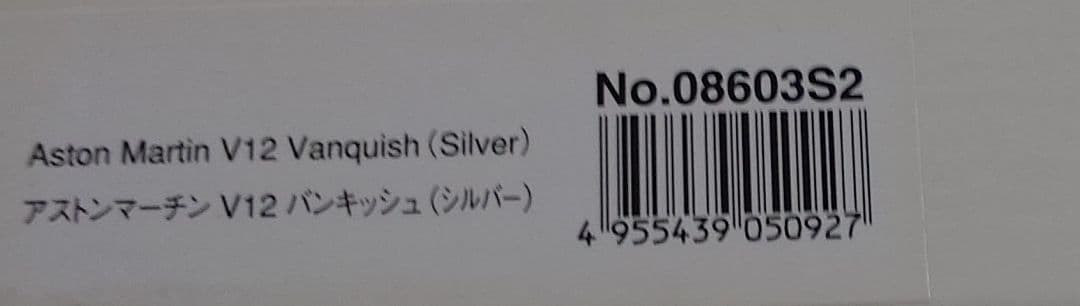 No.08603S2
Aston Martin V12 Vanquish (Silver)
アストンマーチン V12 バンキッシュ (シルバー)
4 955439 050927